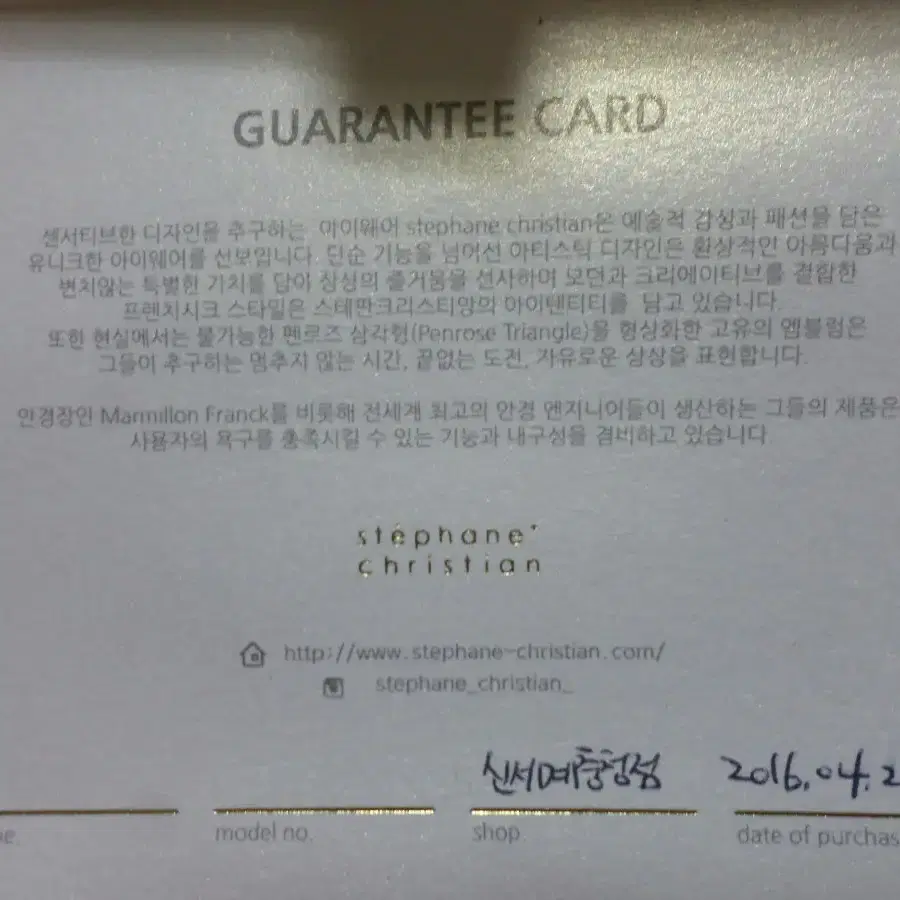 GUARANTEE CARD
센서티브한 디자인을 추구하는 아이웨어 stephane christian은 예술적 감성과 패션을 담은
유니크한 아이웨어를 선보입니다. 단순 기능을 넘어선 아티스틱 디자인은 환상적인 아름다움과
변치않는 특별한 가치를 담아 상상의 즐거움을 선사하며 모던과 크리에이티브를 결합한
프렌치시크 스타일은 스테판크리스티앙의 아이덴티티를 담고 있습니다.
또한 현실에서는 불가능한 펜로즈 삼각형(Penrose Triangle)을 형상화한 고유의 엠블럼은
그들이 추구하는 멈추지 않는 시간, 끝없는 도전, 자유로운 상상을 표현합니다.
안경장인 Marmillon Franck를 비롯해 전세계 최고의 안경 엔지니어들이 생산하는 그들의 제품은
사용자의 욕구를 충족시킬 수 있는 기능과 내구성을 겸비하고 있습니다.
stéphane
christian
http://www.stephane-christian.com/
stephane_christian_
신세계충청점 2016.04.2
model no. shop date of purchas